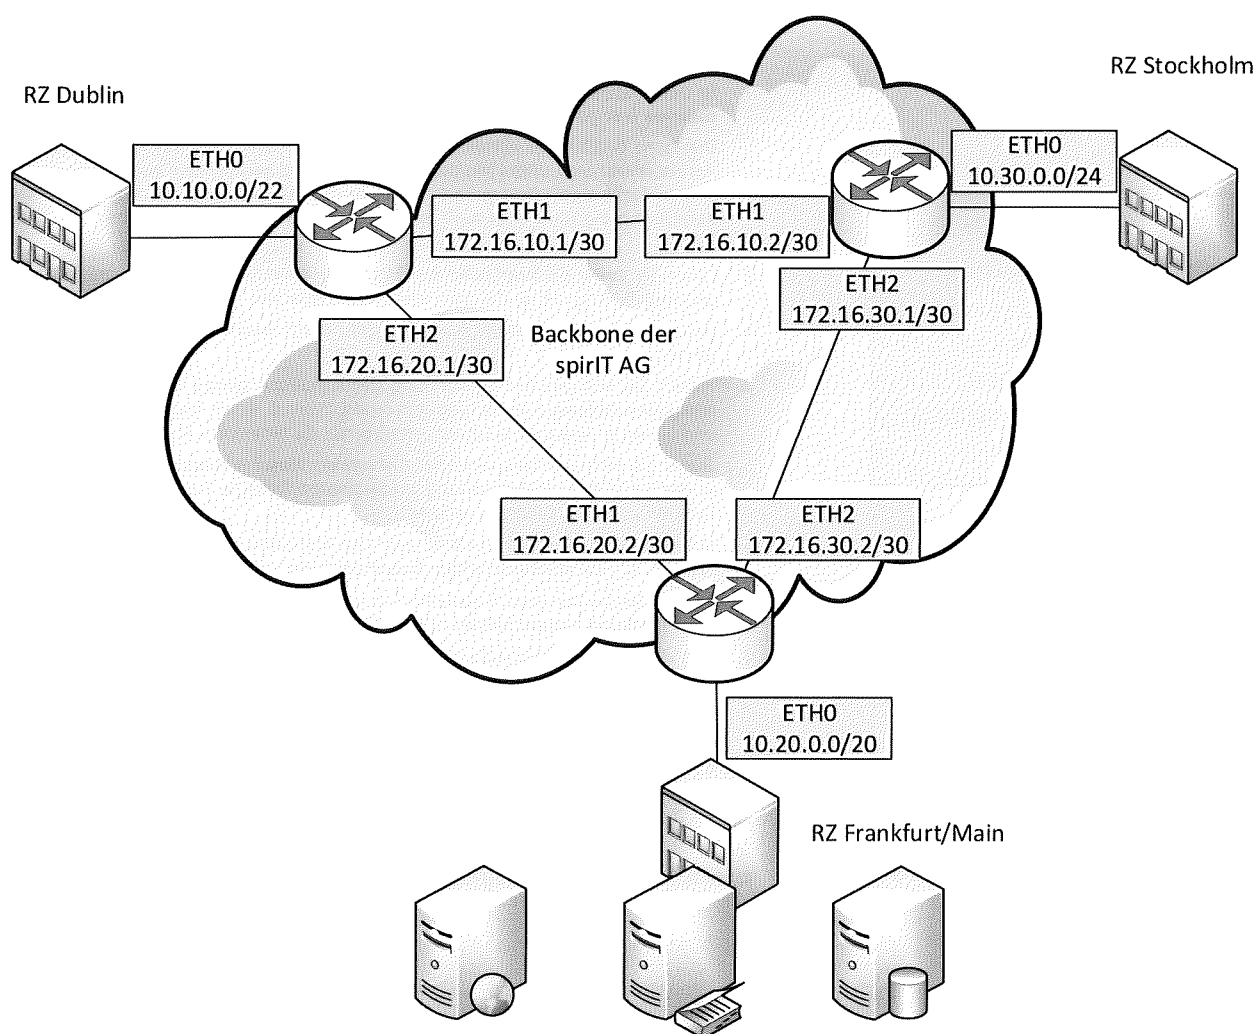 RZ Stockholm
RZ Dublin
ETH0
10.10.0.0/22
ETH0
10.30.0.0/24
ETH1
172.16.10.1/30
ETH1
172.16.10.2/30
ETH2
172.16.30.1/30
ETH2
172.16.20.1/30
Backbone der
spirIT AG
ETH1
172.16.20.2/30
ETH2
172.16.30.2/30
ETH0
10.20.0.0/20
RZ Frankfurt/Main